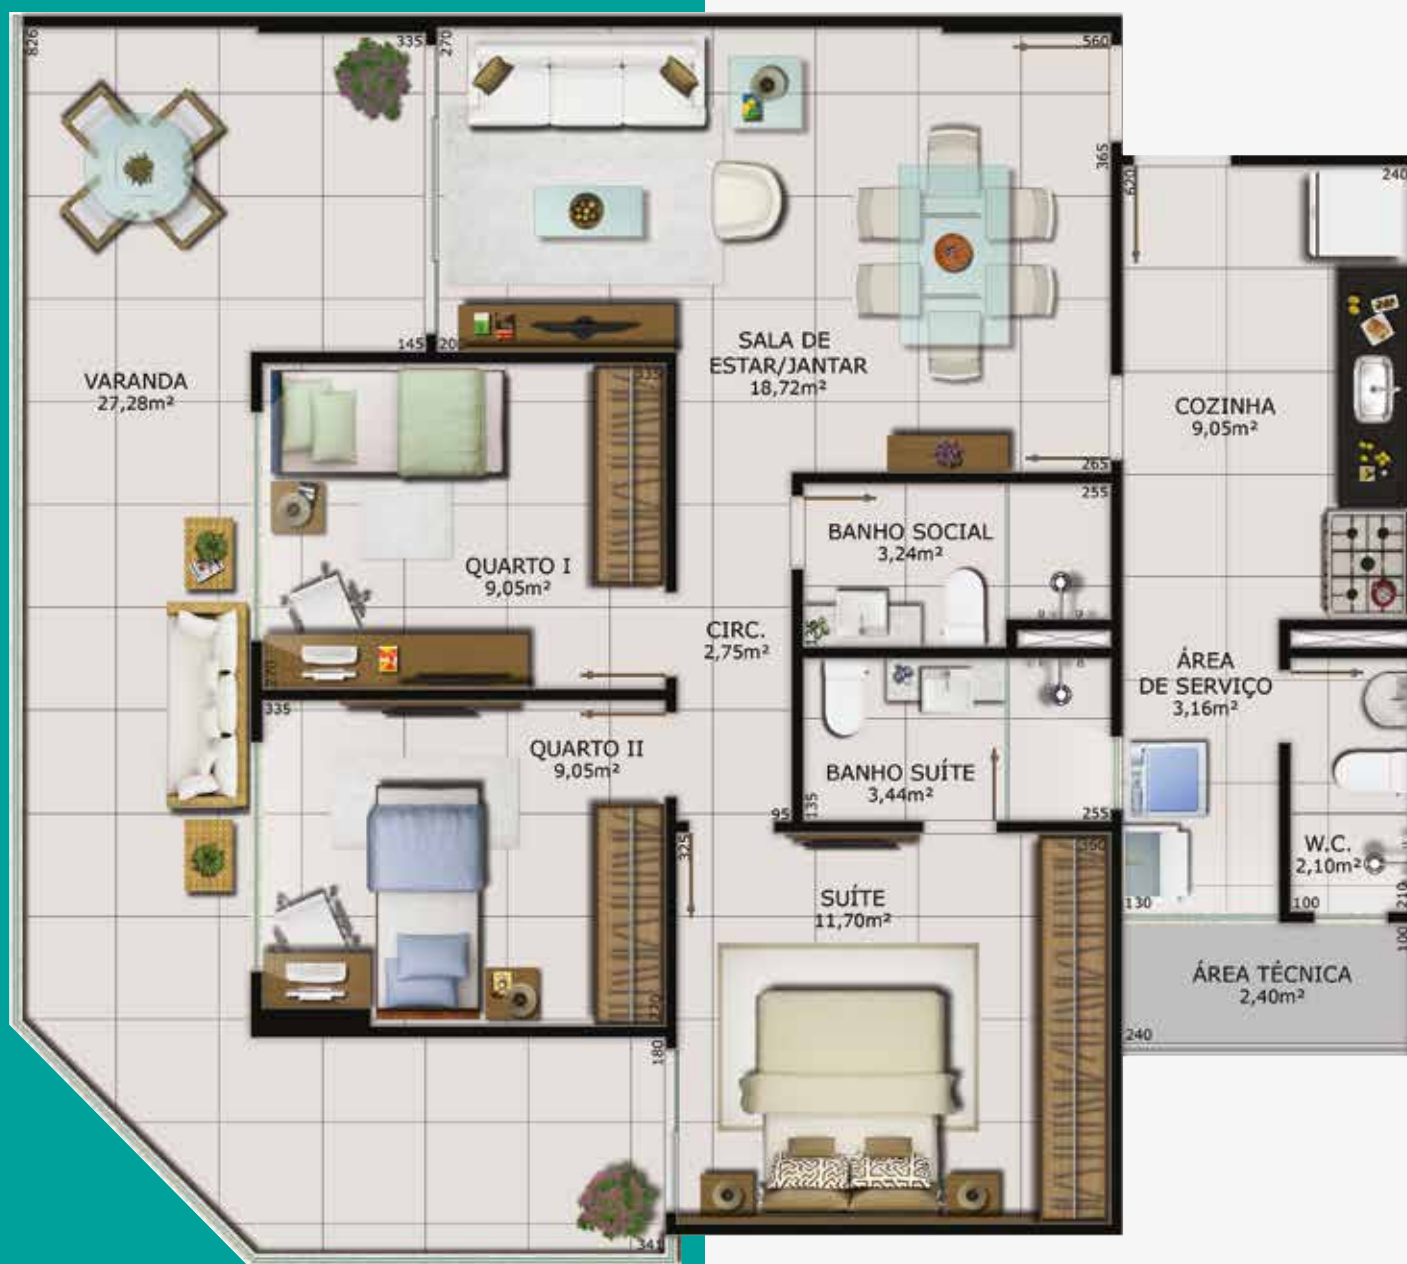 826
335
270
560
365
620
240
145
20
SALA DE
ESTAR/JANTAR
18,72m²
VARANDA
27,28m²
335
COZINHA
9,05m²
265
255
BANHO SOCIAL
3,24m²
QUARTO I
9,05m²
135
CIRC.
2,75m²
270
ÁREA
DE SERVIÇO
3,16m²
335
QUARTO II
9,05m²
BANHO SUÍTE
3,44m²
135
95
255
325
350
W.C.
2,10m²
SUÍTE
11,70m²
130
100
210
100
ÁREA TÉCNICA
2,40m²
270
240
180
341